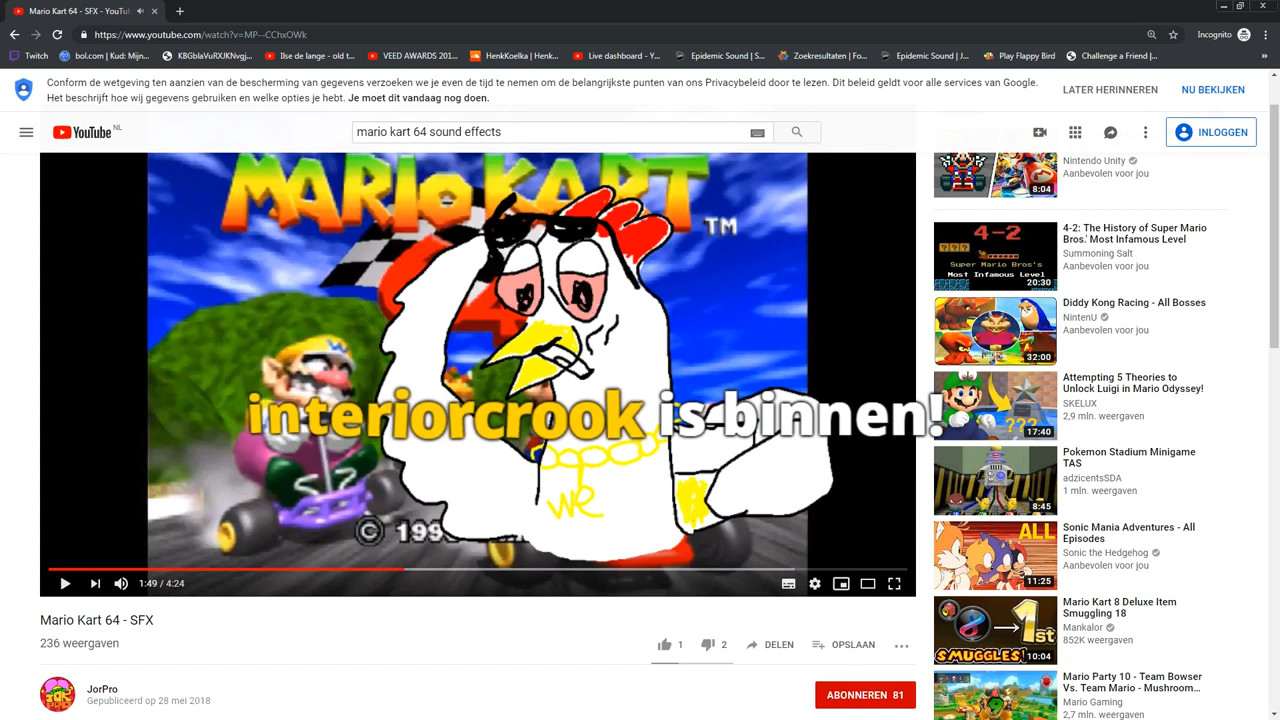 Mario Kart 64 - SFX - YouTu
https://www.youtube.com/watch?v=MP--CChxOWk
Incognito
Twitch
bol.com | Kud: Mijn...
KBGbIaVuRJX/KNvgj...
Ilse de lange - old t...
VEED AWARDS 201...
HenkKoelka | Henk...
Live dashboard - Y...
Epidemic Sound | S...
Zoekresultaten | Fo...
Epidemic Sound | J...
Play Flappy Bird
Challenge a Friend |...
Conform de wetgeving ten aanzien van de bescherming van gegevens verzoeken we je even de tijd te nemen om de belangrijkste punten van ons Privacybeleid door te lezen. Dit beleid geldt voor alle services van Google.
Het beschrijft hoe wij gegevens gebruiken en welke opties je hebt. Je moet dit vandaag nog doen.
LATER HERINNEREN
NU BEKIJKEN
YouTube NL
mario kart 64 sound effects
INLOGGEN
MARIO KART
TM
interiorcrook is binnen!
we
© 199
1:49 / 4:24
Mario Kart 64 - SFX
236 weergaven
1
2
DELEN
OPSLAAN
JorPro
Gepubliceerd op 28 mei 2018
ABONNEREN 81
8:04
Nintendo Unity
Aanbevolen voor jou
4-2
Super Mario Bros's
Most Infamous Level
20:30
4-2: The History of Super Mario
Bros.' Most Infamous Level
Summoning Salt
Aanbevolen voor jou
32:00
Diddy Kong Racing - All Bosses
NintenU
Aanbevolen voor jou
???
17:40
Attempting 5 Theories to
Unlock Luigi in Mario Odyssey!
SKELUX
2,9 mln. weergaven
8:45
Pokemon Stadium Minigame
TAS
adzicentsSDA
1 mln. weergaven
ALL
11:25
Sonic Mania Adventures - All
Episodes
Sonic the Hedgehog
Aanbevolen voor jou
1st
SMUGGLES!
10:04
Mario Kart 8 Deluxe Item
Smuggling 18
Mankalor
852K weergaven
9
Mario Party 10 - Team Bowser
Vs. Team Mario - Mushroom...
Mario Gaming
2,7 mln. weergaven